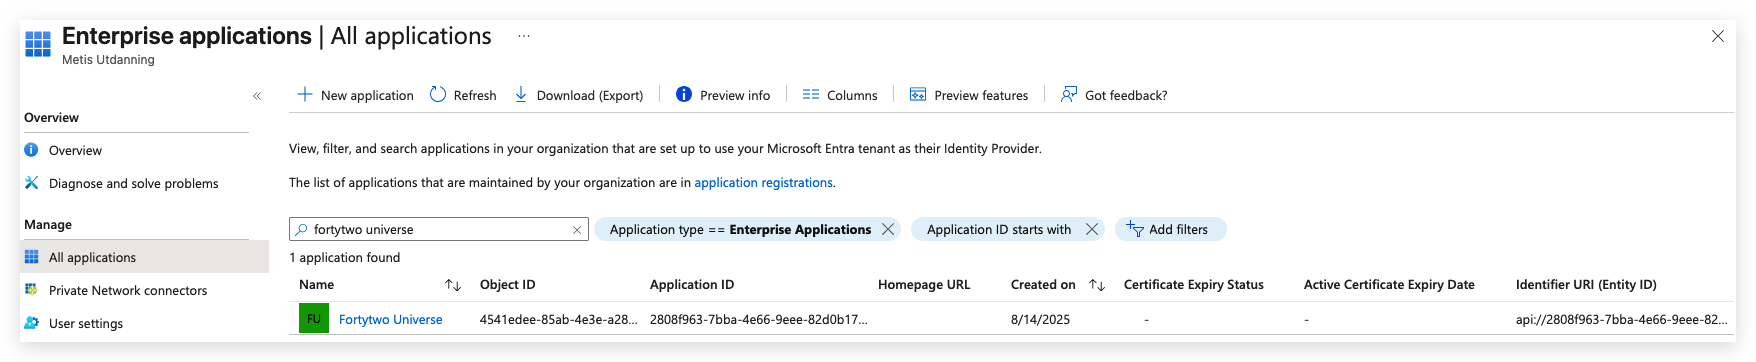 Enterprise applications | All applications ...
Metis Utdanning
«
New application Refresh Download (Export) Preview info Columns Preview features Got feedback?
Overview
Overview
Diagnose and solve problems
Manage
All applications
Private Network connectors
User settings
View, filter, and search applications in your organization that are set up to use your Microsoft Entra tenant as their Identity Provider.
The list of applications that are maintained by your organization are in application registrations.
fortytwo universe
Application type == Enterprise Applications
Application ID starts with
Add filters
1 application found
Name Object ID Application ID Homepage URL Created on Certificate Expiry Status Active Certificate Expiry Date Identifier URI (Entity ID)
FU Fortytwo Universe 4541edee-85ab-4e3e-a28... 2808f963-7bba-4e66-9eee-82d0b17... 8/14/2025 - - api://2808f963-7bba-4e66-9eee-82...